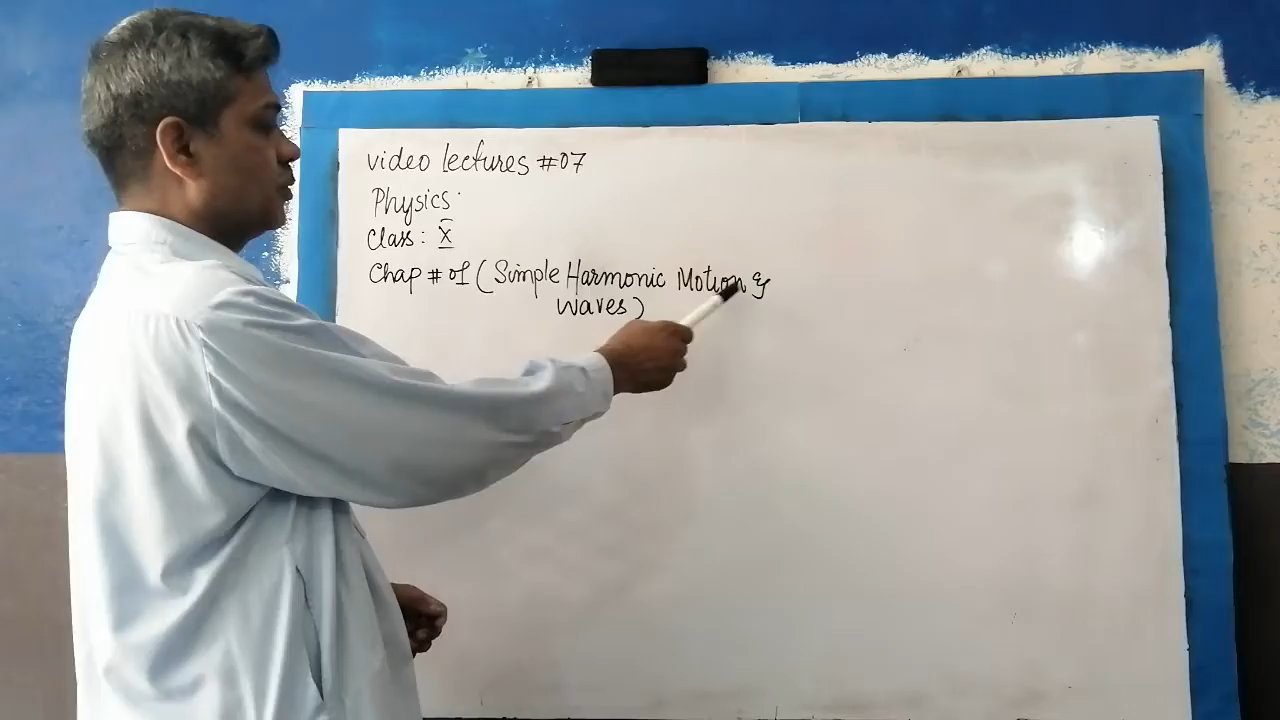 video lectures #07
Physics.
Class: X
Chap # 01 (Simple Harmonic Motion &
waves)